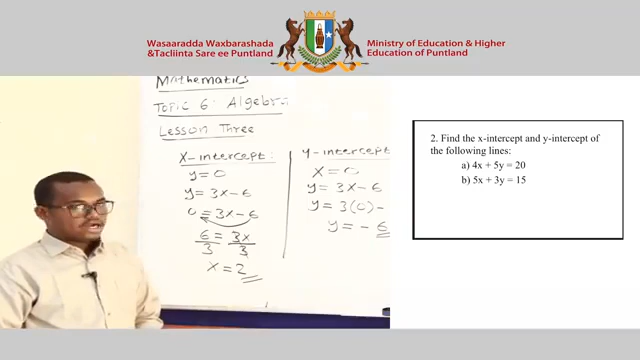 Wasaaradda Waxbarashada
&Tacliinta Sare ee Puntland
Ministry of Education & Higher
Education of Puntland
Mathematics
Topic 6: Algebra
Lesson Three
X-intercept:
y=0
y=3x-6
0=3x-6
6 = 3x
3 3
x=2
y-intercept:
x=0
y=3x-6
y=3(0)-
y=-6
2. Find the x-intercept and y-intercept of
the following lines:
a) 4x + 5y = 20
b) 5x + 3y = 15